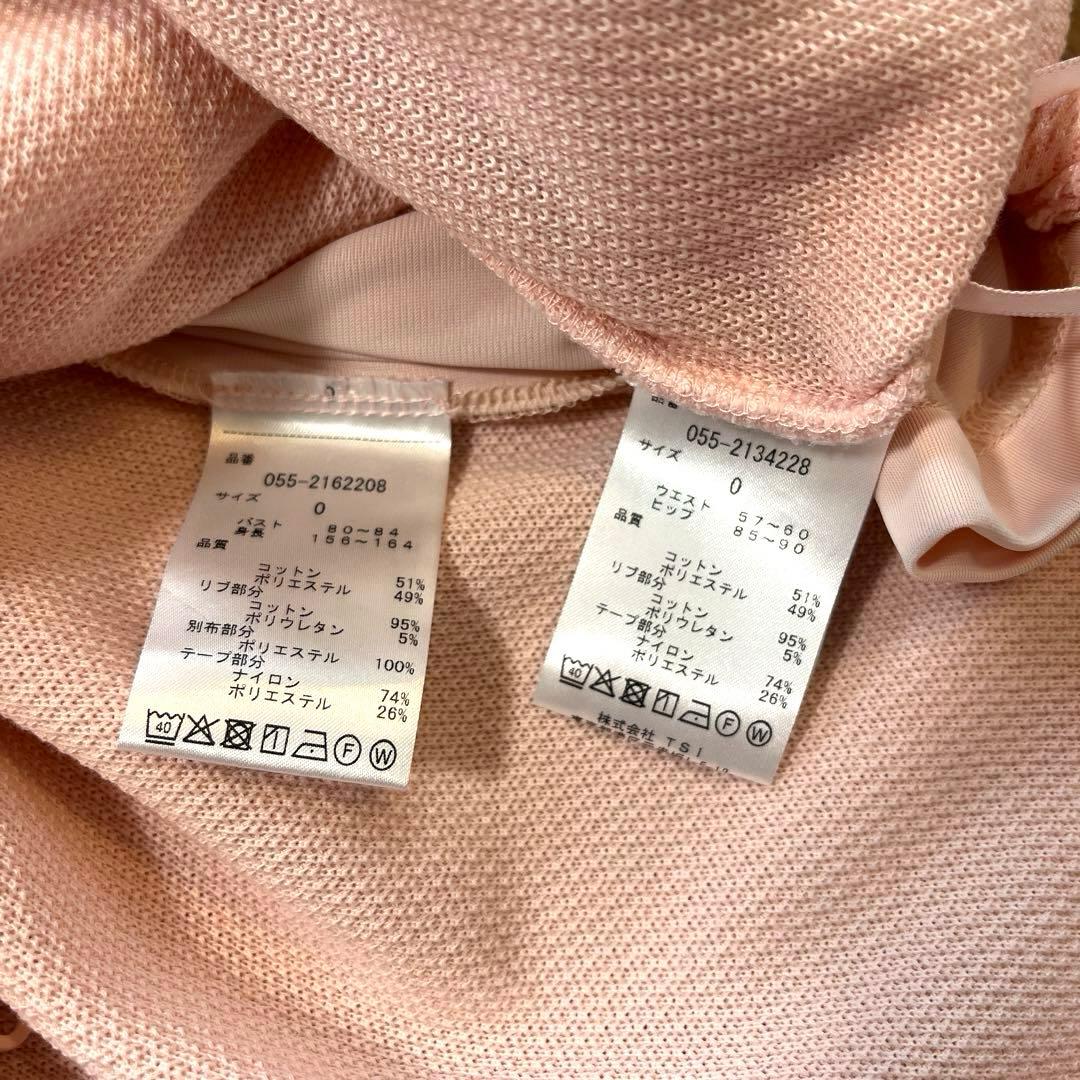 品番
055-2162208
サイズ
0
バスト 80～84
身長 156～164
品質
コットン 51%
ポリエステル 49%
リブ部分
コットン 95%
ポリウレタン 5%
別布部分
ポリエステル 100%
テープ部分
ナイロン 74%
ポリエステル 26%
40
F
W
品番
055-2134228
サイズ
0
ウエスト 57～60
ヒップ 85～90
品質
コットン 51%
ポリエステル 49%
リブ部分
コットン 95%
ポリウレタン 5%
テープ部分
ナイロン 74%
ポリエステル 26%
40
F
W
株式会社 TSI